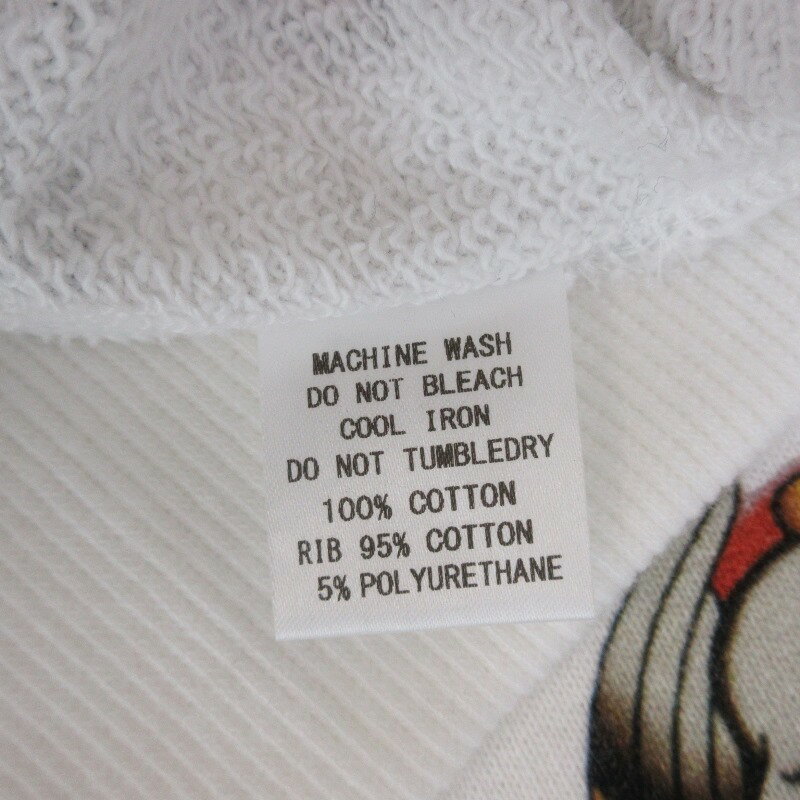 MACHINE WASH
DO NOT BLEACH
COOL IRON
DO NOT TUMBLEDRY
100% COTTON
RIB 95% COTTON
5% POLYURETHANE